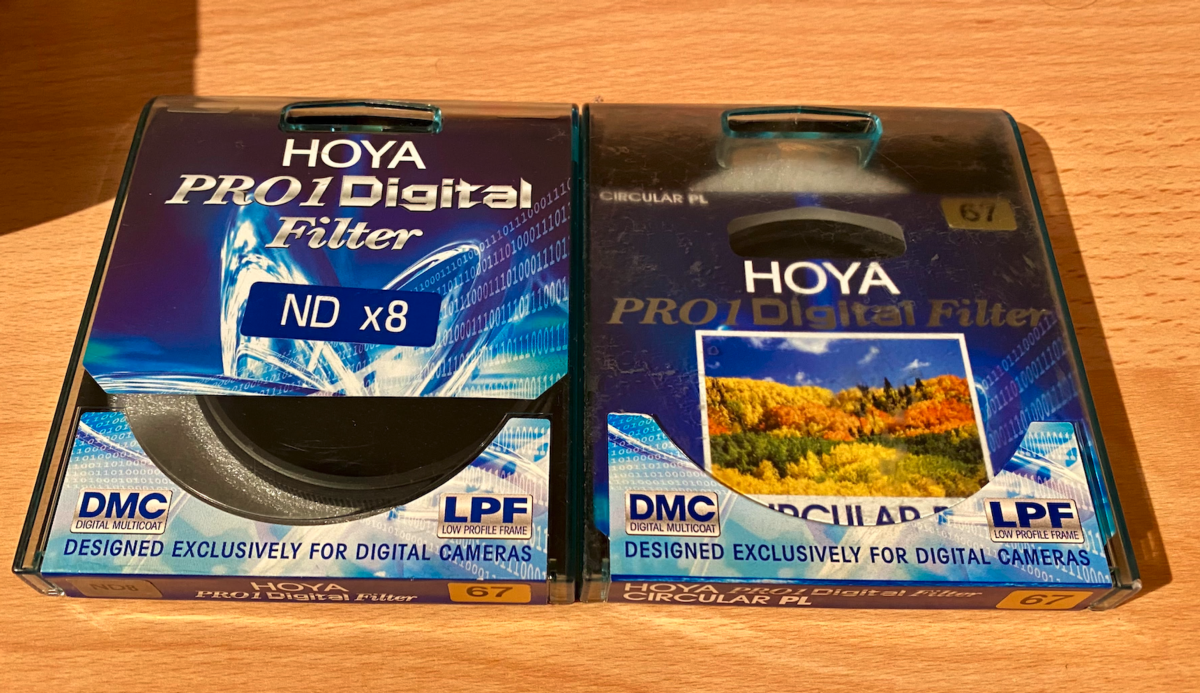 HOYA
PRO1 Digital
Filter
ND x8
DMC
DIGITAL MULTICOAT
LPF
LOW PROFILE FRAME
DESIGNED EXCLUSIVELY FOR DIGITAL CAMERAS
ND8
HOYA
PRO1 Digital Filter
67
CIRCULAR PL
67
HOYA
PRO1 Digital Filter
CIRCULAR
DMC
DIGITAL MULTICOAT
LPF
LOW PROFILE FRAME
DESIGNED EXCLUSIVELY FOR DIGITAL CAMERAS
HOYA PRO1 Digital Filter
CIRCULAR PL
67